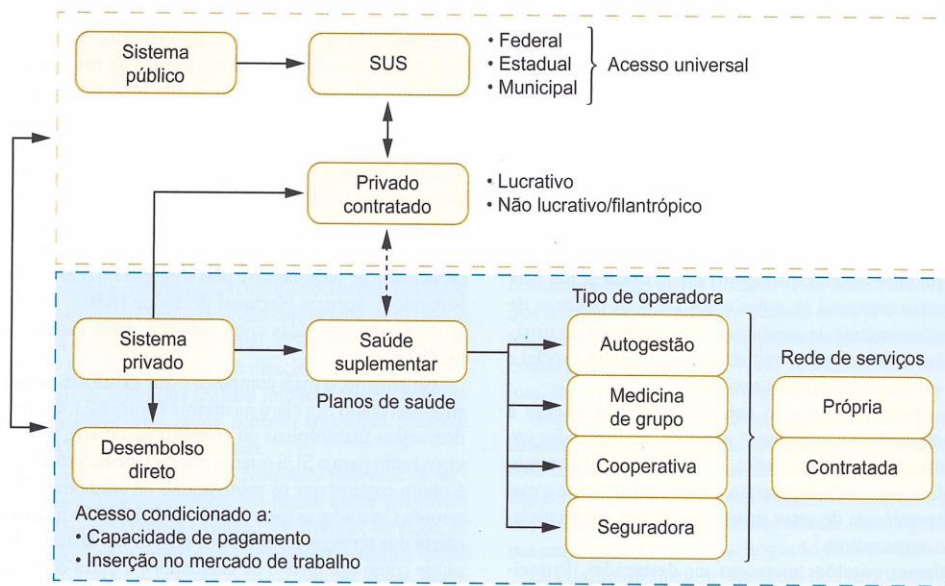 Sistema
público
SUS
• Federal
• Estadual
• Municipal
Acesso universal
Privado
contratado
• Lucrativo
• Não lucrativo/filantrópico
Tipo de operadora
Sistema
privado
Saúde
suplementar
Planos de saúde
Autogestão
Medicina
de grupo
Cooperativa
Seguradora
Rede de serviços
Própria
Contratada
Desembolso
direto
Acesso condicionado a:
• Capacidade de pagamento
• Inserção no mercado de trabalho